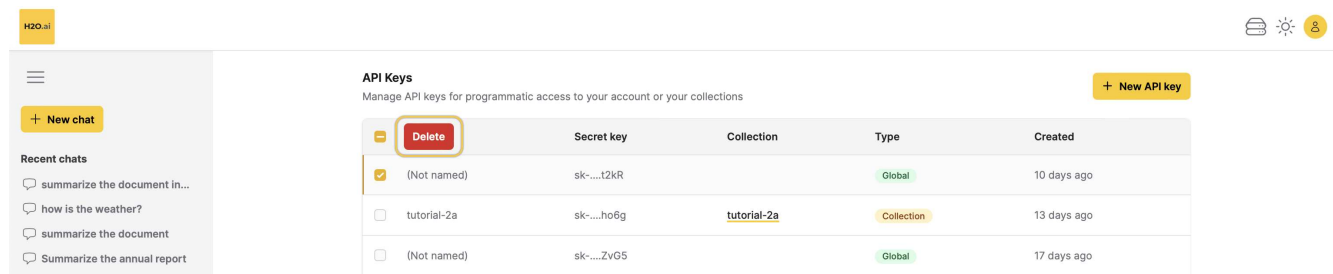 H2O.ai
API Keys
Manage API keys for programmatic access to your account or your collections
+ New API key
+ New chat
Recent chats
summarize the document in...
how is the weather?
summarize the document
Summarize the annual report
Delete Secret key Collection Type Created
(Not named) sk-....t2kR Global 10 days ago
tutorial-2a sk-....ho6g tutorial-2a Collection 13 days ago
(Not named) sk-....ZvG5 Global 17 days ago